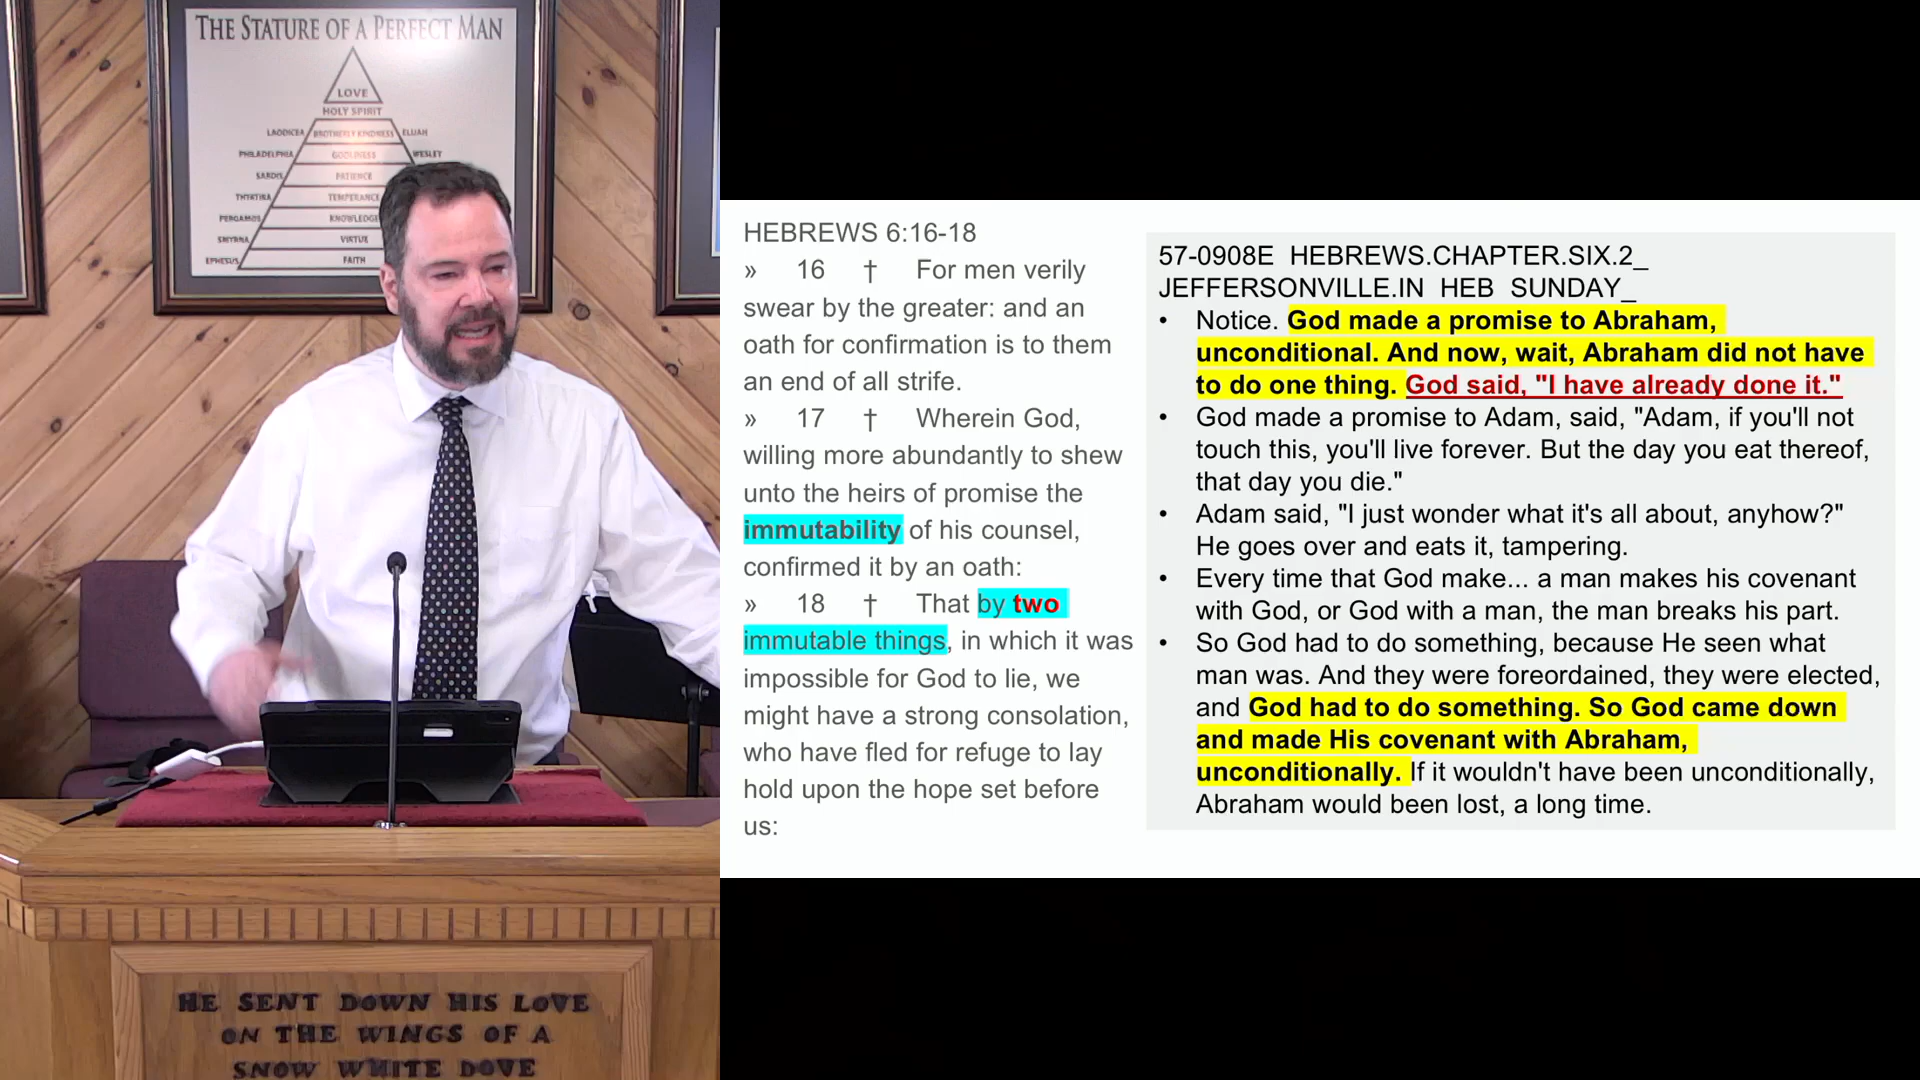 THE STATURE OF A PERFECT MAN
LOVE
HOLY SPIRIT
LAODICEA BROTHERLY KINDNESS ELIJAH
PHILADELPHIA GODLINESS WESLEY
SARDIS PATIENCE
THYRTIRA TEMPERANCE
PERGAMOS KNOWLEDGE
SMYRNA VIRTUE
EPHESUS FAITH
HE SENT DOWN HIS LOVE
ON THE WINGS OF A
SNOW WHITE DOVE
HEBREWS 6:16-18
» 16 † For men verily
swear by the greater: and an
oath for confirmation is to them
an end of all strife.
» 17 † Wherein God,
willing more abundantly to shew
unto the heirs of promise the
immutability of his counsel,
confirmed it by an oath:
» 18 † That by two
immutable things, in which it was
impossible for God to lie, we
might have a strong consolation,
who have fled for refuge to lay
hold upon the hope set before
us:
57-0908E HEBREWS.CHAPTER.SIX.2_
JEFFERSONVILLE.IN HEB SUNDAY_
• Notice. God made a promise to Abraham,
unconditional. And now, wait, Abraham did not have
to do one thing. God said, "I have already done it."
• God made a promise to Adam, said, "Adam, if you'll not
touch this, you'll live forever. But the day you eat thereof,
that day you die."
• Adam said, "I just wonder what it's all about, anyhow?"
He goes over and eats it, tampering.
• Every time that God make... a man makes his covenant
with God, or God with a man, the man breaks his part.
• So God had to do something, because He seen what
man was. And they were foreordained, they were elected,
and God had to do something. So God came down
and made His covenant with Abraham,
unconditionally. If it wouldn't have been unconditionally,
Abraham would been lost, a long time.